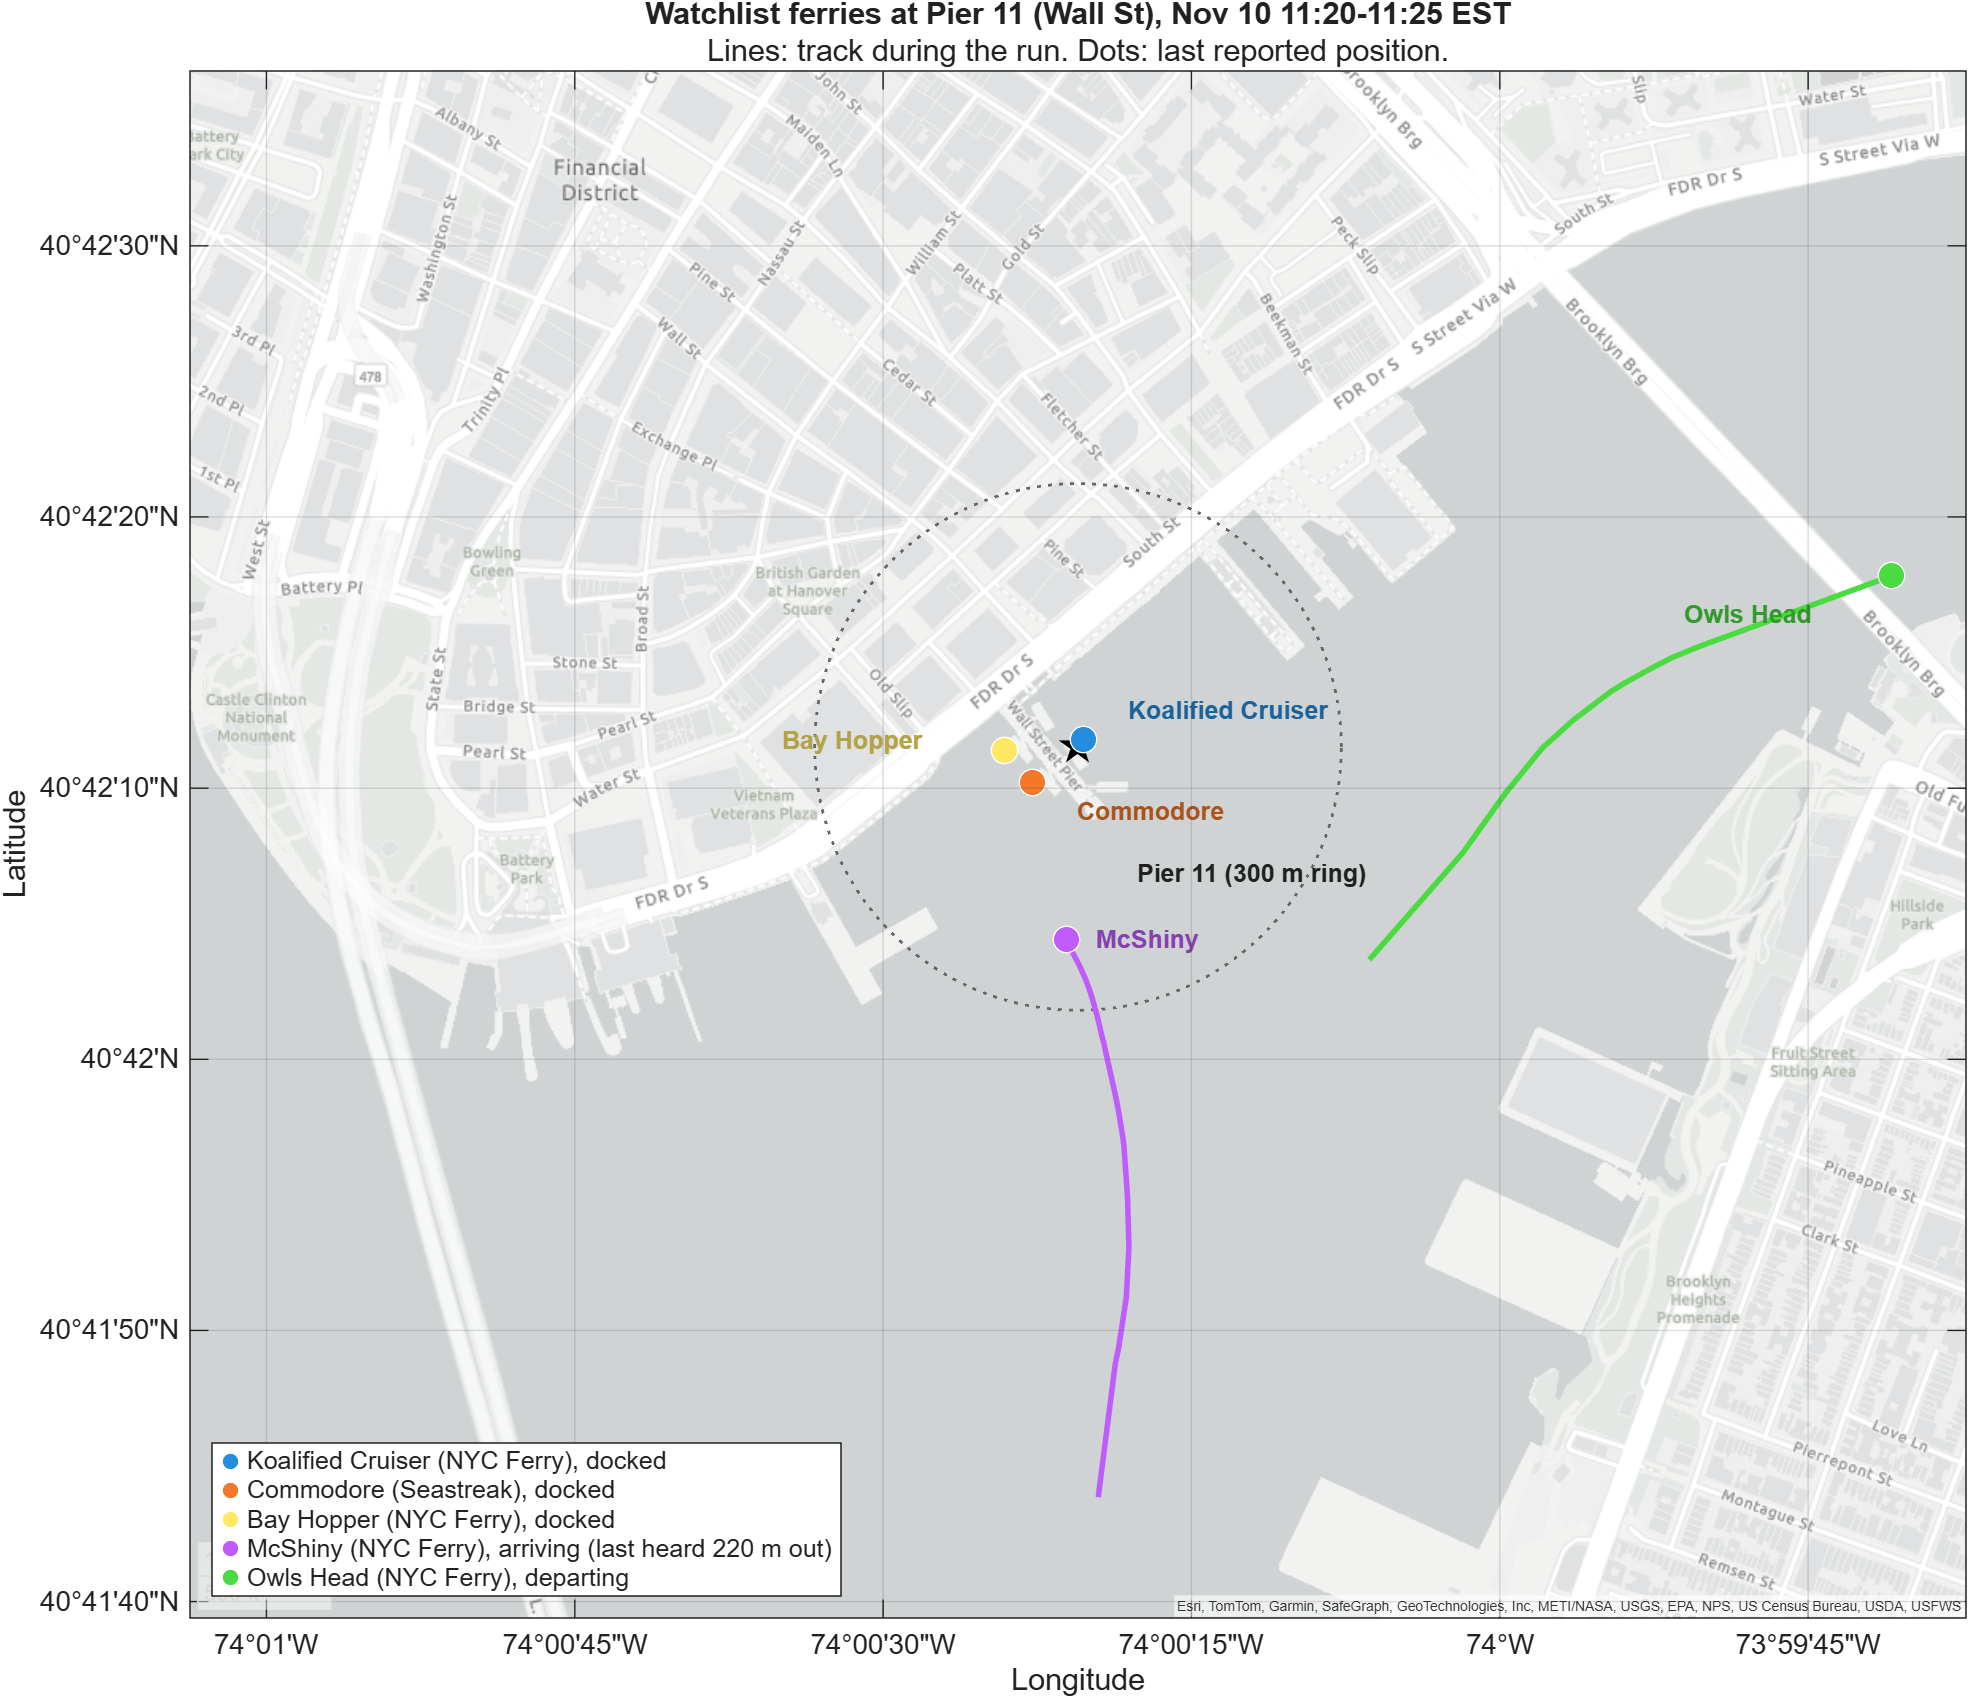 Watchlist ferries at Pier 11 (Wall St), Nov 10 11:20-11:25 EST
Lines: track during the run. Dots: last reported position.
Latitude
40°42'30"N
40°42'20"N
40°42'10"N
40°42'N
40°41'50"N
40°41'40"N
John St
Brooklyn Brg
Slip
Water St
Albany St
Maiden Ln
Battery
Park City
Financial
District
S Street Via W
FDR Dr S
South St
Washington St
Nassau St
William St
Gold St
Peck Slip
Pine St
Platt St
Beekman St
S Street Via W
Brooklyn Brg
3rd Pl
Wall St
478
Trinity Pl
Cedar St
FDR Dr S
2nd Pl
Exchange Pl
Fletcher St
1st Pl
West St
Bowling
Green
Pine St
South St
Battery Pl
British Garden
at Hanover
Square
Broad St
Owls Head
Brooklyn Brg
State St
Stone St
Old Slip
FDR Dr S
Castle Clinton
National
Monument
Bridge St
Pearl St
Wall Street Pier
Koalified Cruiser
Bay Hopper
Pearl St
Water St
Vietnam
Veterans Plaza
Commodore
Old Fu
Battery
Park
FDR Dr S
Pier 11 (300 m ring)
Hillside
Park
McShiny
Fruit Street
Sitting Area
Pineapple St
Clark St
Brooklyn
Heights
Promenade
Love Ln
Pierrepont St
Montague St
Remsen St
Koalified Cruiser (NYC Ferry), docked
Commodore (Seastreak), docked
Bay Hopper (NYC Ferry), docked
McShiny (NYC Ferry), arriving (last heard 220 m out)
Owls Head (NYC Ferry), departing
Esri, TomTom, Garmin, SafeGraph, GeoTechnologies, Inc, METI/NASA, USGS, EPA, NPS, US Census Bureau, USDA, USFWS
74°01'W
74°00'45"W
74°00'30"W
74°00'15"W
74°W
73°59'45"W
Longitude